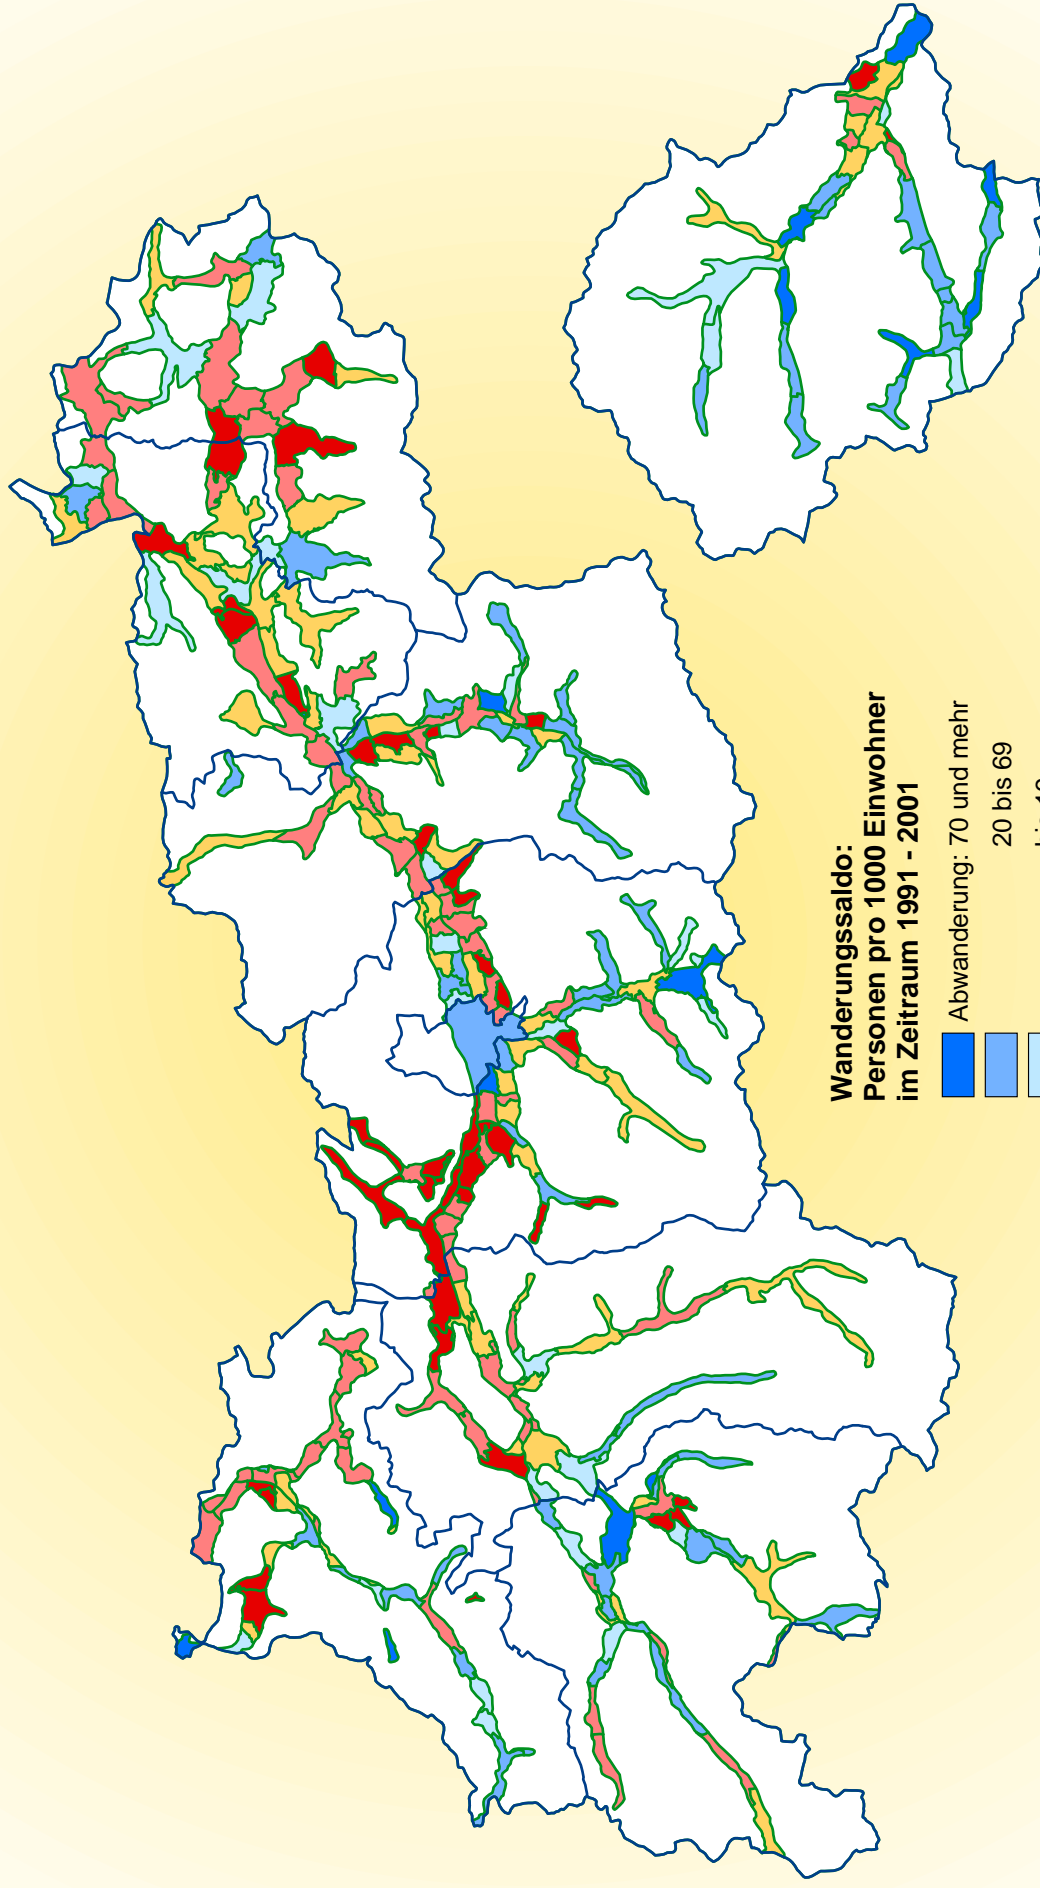 Wanderungssaldo:
Personen pro 1000 Einwohner
im Zeitraum 1991 - 2001
Abwanderung: 70 und mehr
20 bis 69